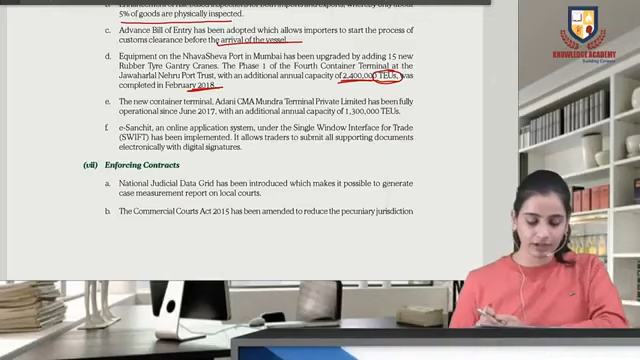 5% of goods are physically inspected.
c. Advance Bill of Entry has been adopted which allows importers to start the process of
customs clearance before the arrival of the vessel.
d. Equipment on the NhavaSheva Port in Mumbai has been upgraded by adding 15 new
Rubber Tyre Gantry Cranes. The Phase 1 of the Fourth Container Terminal at the
Jawaharlal Nehru Port Trust, with an additional annual capacity of 2,400,000 TEUs, was
completed in February 2018.
e. The new container terminal, Adani CMA Mundra Terminal Private Limited has been fully
operational since June 2017, with an additional annual capacity of 1,300,000 TEUs.
f. e-Sanchit, an online application system, under the Single Window Interface for Trade
(SWIFT) has been implemented. It allows traders to submit all supporting documents
electronically with digital signatures.
(vii) Enforcing Contracts
a. National Judicial Data Grid has been introduced which makes it possible to generate
case measurement report on local courts.
b. The Commercial Courts Act 2015 has been amended to reduce the pecuniary jurisdiction
KNOWLEDGE ACADEMY
Building Career